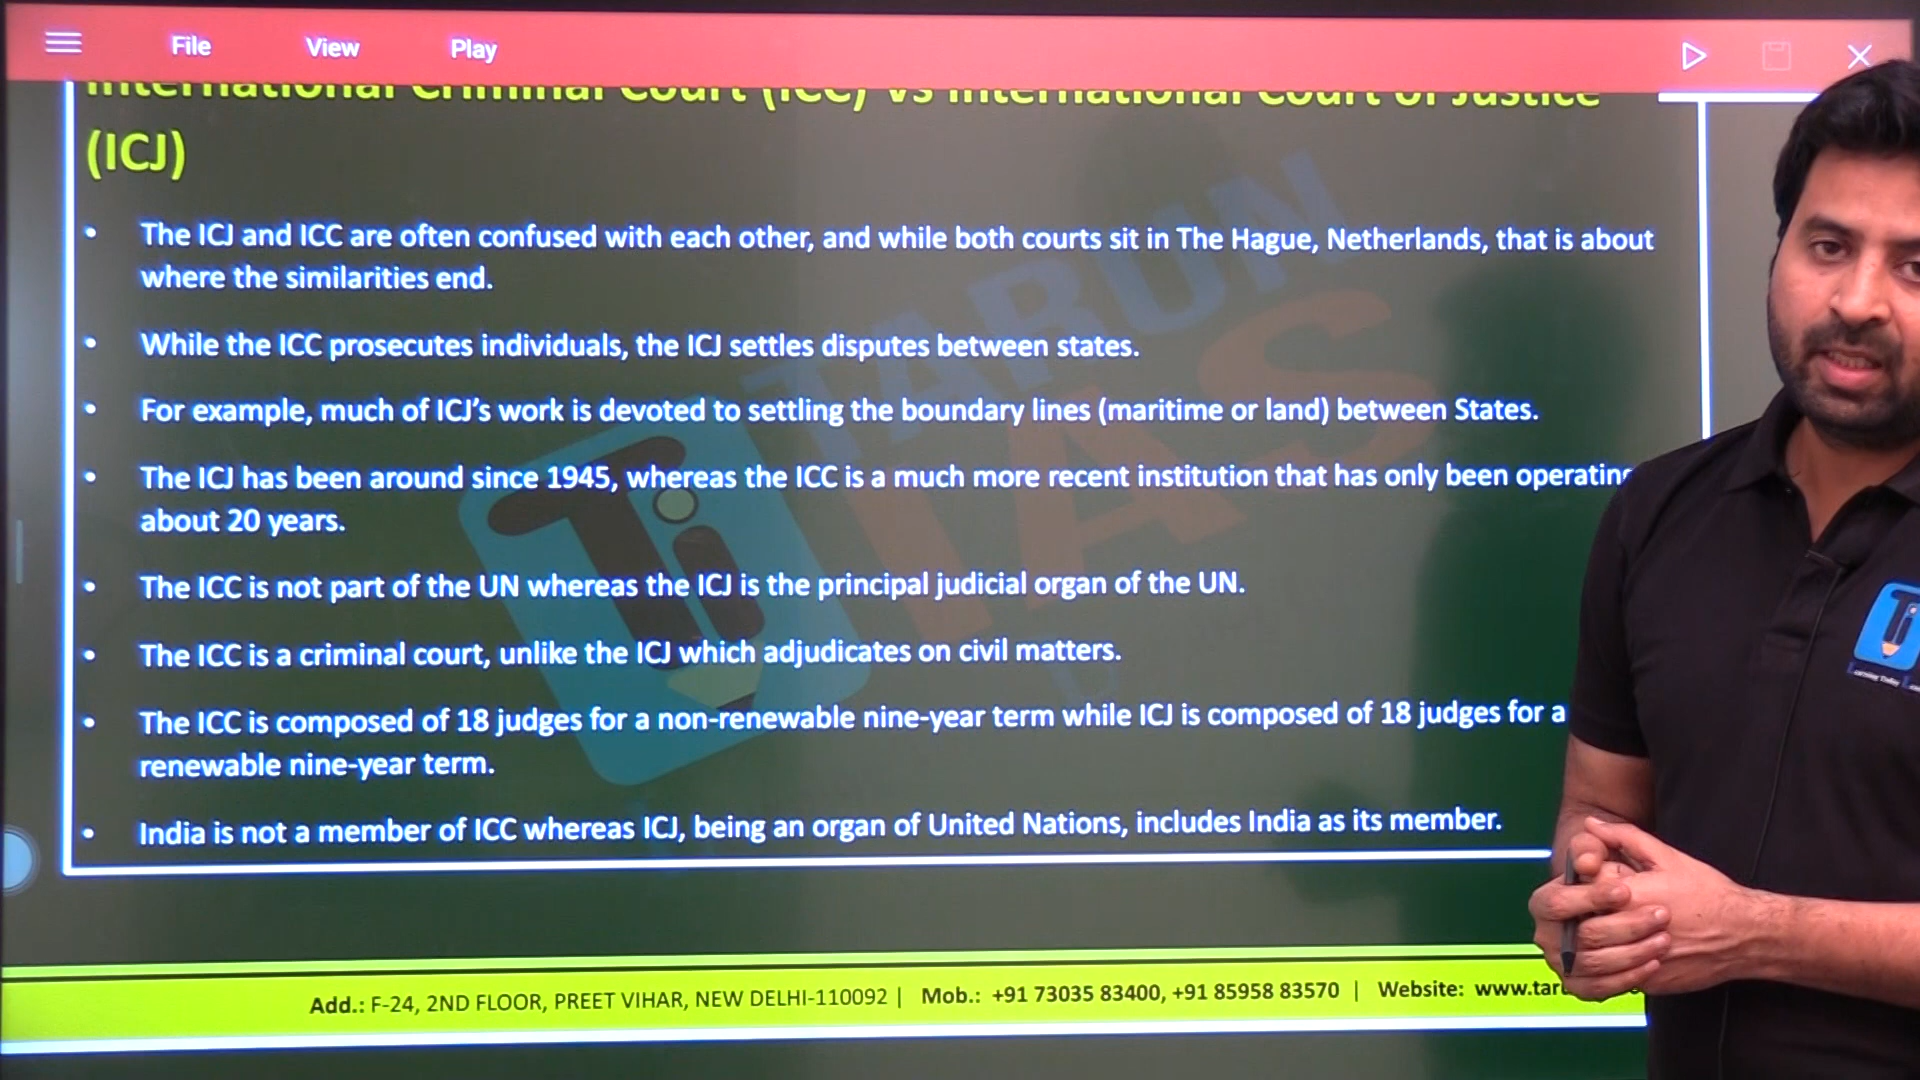 File View Play
International Criminal Court (ICC) vs International Court of Justice
(ICJ)
TARUN
IAS
Ti
• The ICJ and ICC are often confused with each other, and while both courts sit in The Hague, Netherlands, that is about
where the similarities end.
• While the ICC prosecutes individuals, the ICJ settles disputes between states.
• For example, much of ICJ's work is devoted to settling the boundary lines (maritime or land) between States.
• The ICJ has been around since 1945, whereas the ICC is a much more recent institution that has only been operating
about 20 years.
• The ICC is not part of the UN whereas the ICJ is the principal judicial organ of the UN.
• The ICC is a criminal court, unlike the ICJ which adjudicates on civil matters.
• The ICC is composed of 18 judges for a non-renewable nine-year term while ICJ is composed of 18 judges for a
renewable nine-year term.
• India is not a member of ICC whereas ICJ, being an organ of United Nations, includes India as its member.
Add.: F-24, 2ND FLOOR, PREET VIHAR, NEW DELHI-110092 | Mob.: +91 73035 83400, +91 85958 83570 | Website: www.tar
Ti